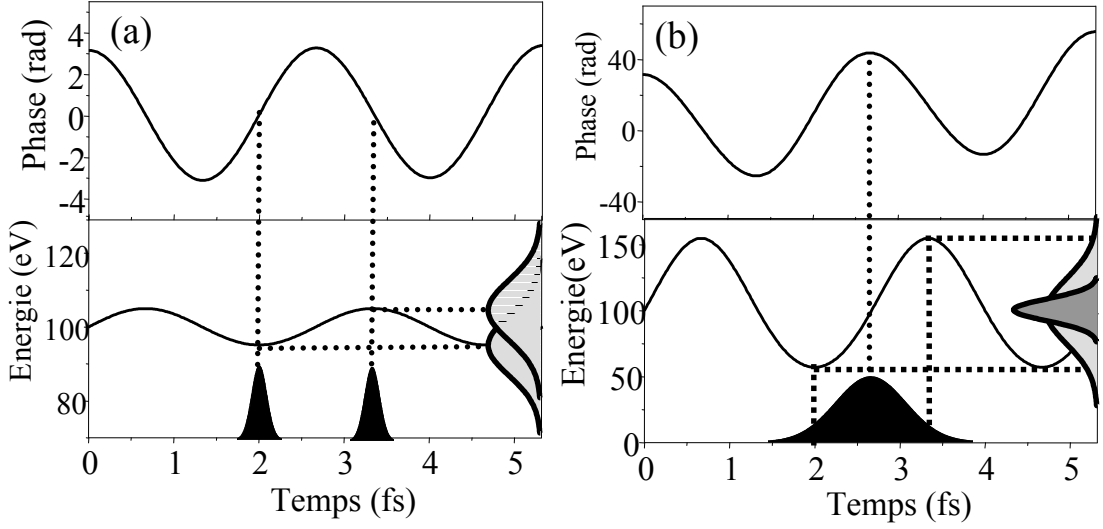 (a)
Phase (rad)
4
2
0
-2
-4
Energie (eV)
120
100
80
0 1 2 3 4 5
Temps (fs)
(b)
Phase (rad)
40
0
-40
Energie(eV)
150
100
50
0
0 1 2 3 4 5
Temps (fs)